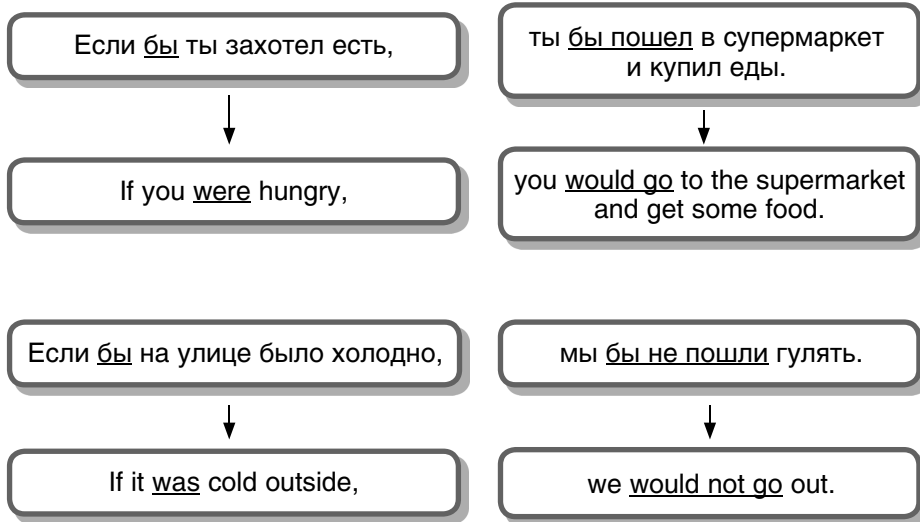 Если бы ты захотел есть,
ты бы пошел в супермаркет
и купил еды.
If you were hungry,
you would go to the supermarket
and get some food.
Если бы на улице было холодно,
мы бы не пошли гулять.
If it was cold outside,
we would not go out.